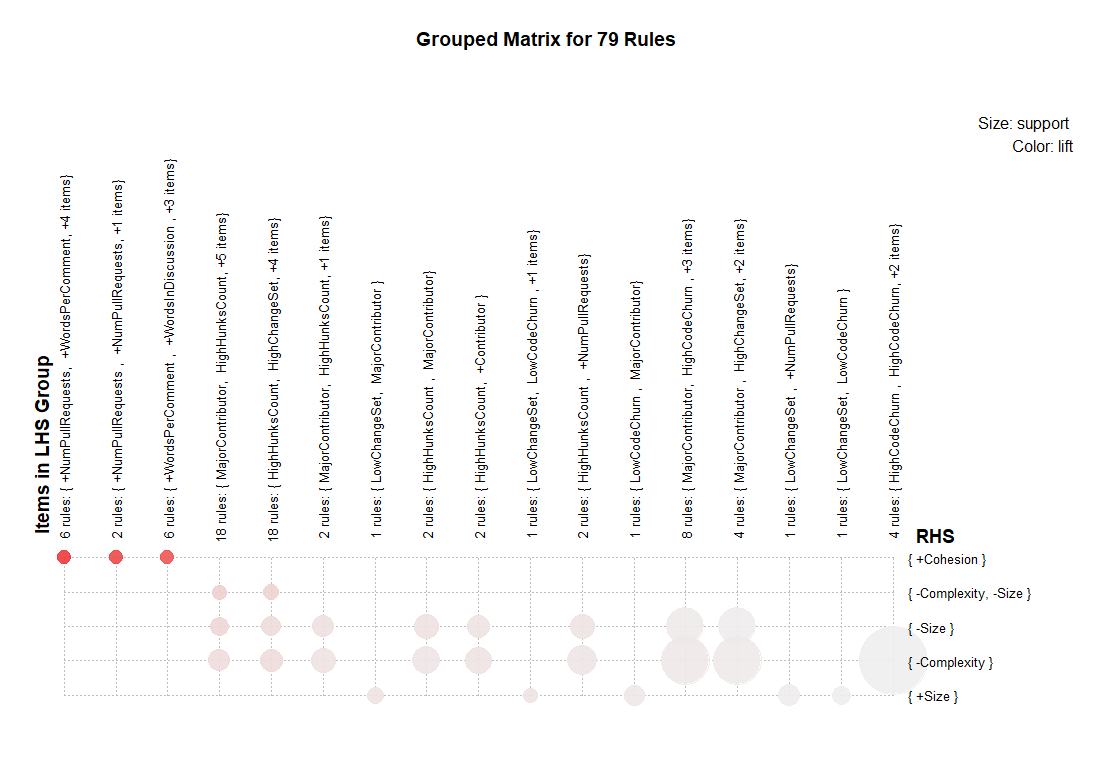 Grouped Matrix for 79 Rules
Size: support
Color: lift
Items in LHS Group
6 rules: { +NumPullRequests, +WordsPerComment, +4 items}
2 rules: { +NumPullRequests , +NumPullRequests, +1 items}
6 rules: { +WordsPerComment , +WordsInDiscussion , +3 items}
18 rules: { MajorContributor, HighHunksCount, +5 items}
18 rules: { HighHunksCount, HighChangeSet, +4 items}
2 rules: { MajorContributor, HighHunksCount, +1 items}
1 rules: { LowChangeSet, MajorContributor }
2 rules: { HighHunksCount , MajorContributor}
2 rules: { HighHunksCount, +Contributor }
1 rules: { LowChangeSet, LowCodeChurn , +1 items}
2 rules: { HighHunksCount , +NumPullRequests}
1 rules: { LowCodeChurn , MajorContributor}
8 rules: { MajorContributor, HighCodeChurn , +3 items}
4 rules: { MajorContributor , HighChangeSet, +2 items}
1 rules: { LowChangeSet , +NumPullRequests}
1 rules: { LowChangeSet, LowCodeChurn }
4 rules: { HighCodeChurn , HighCodeChurn, +2 items}
RHS
{ +Cohesion }
{ -Complexity, -Size }
{ -Size }
{ -Complexity }
{ +Size }